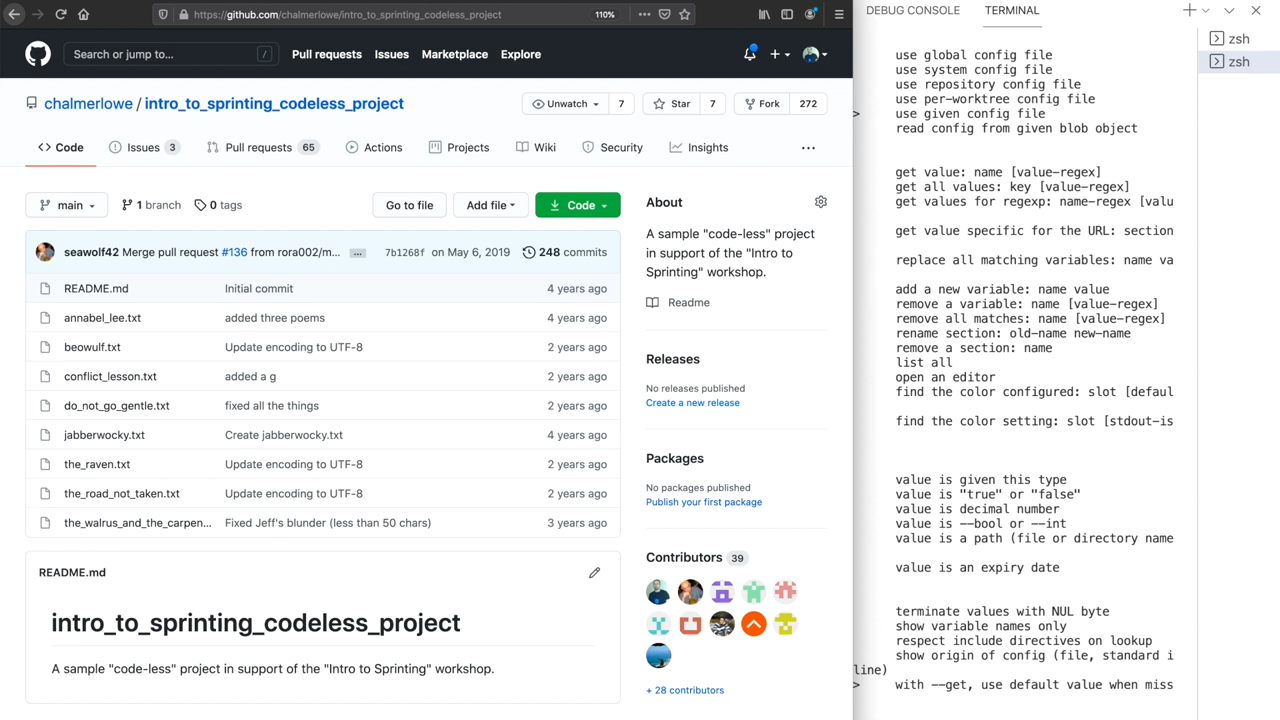 https://github.com/chalmerlowe/intro_to_sprinting_codeless_project
110%
Search or jump to...
/
Pull requests
Issues
Marketplace
Explore
chalmerlowe / intro_to_sprinting_codeless_project
Unwatch 7
Star 7
Fork 272
Code
Issues 3
Pull requests 65
Actions
Projects
Wiki
Security
Insights
main
1 branch
0 tags
Go to file
Add file
Code
seawolf42 Merge pull request #136 from rora002/m... 7b1268f on May 6, 2019 248 commits
README.md Initial commit 4 years ago
annabel_lee.txt added three poems 4 years ago
beowulf.txt Update encoding to UTF-8 2 years ago
conflict_lesson.txt added a g 2 years ago
do_not_go_gentle.txt fixed all the things 2 years ago
jabberwocky.txt Create jabberwocky.txt 4 years ago
the_raven.txt Update encoding to UTF-8 2 years ago
the_road_not_taken.txt Update encoding to UTF-8 2 years ago
the_walrus_and_the_carpen... Fixed Jeff's blunder (less than 50 chars) 3 years ago
README.md
intro_to_sprinting_codeless_project
A sample "code-less" project in support of the "Intro to Sprinting" workshop.
About
A sample "code-less" project
in support of the "Intro to
Sprinting" workshop.
Readme
Releases
No releases published
Create a new release
Packages
No packages published
Publish your first package
Contributors 39
+ 28 contributors
DEBUG CONSOLE
TERMINAL
zsh
zsh
use global config file
use system config file
use repository config file
use per-worktree config file
> use given config file
read config from given blob object
get value: name [value-regex]
get all values: key [value-regex]
get values for regexp: name-regex [valu
get value specific for the URL: section
replace all matching variables: name va
add a new variable: name value
remove a variable: name [value-regex]
remove all matches: name [value-regex]
rename section: old-name new-name
remove a section: name
list all
open an editor
find the color configured: slot [defaul
find the color setting: slot [stdout-is
value is given this type
value is "true" or "false"
value is decimal number
value is --bool or --int
value is a path (file or directory name
value is an expiry date
terminate values with NUL byte
show variable names only
respect include directives on lookup
show origin of config (file, standard i
line)
> with --get, use default value when miss